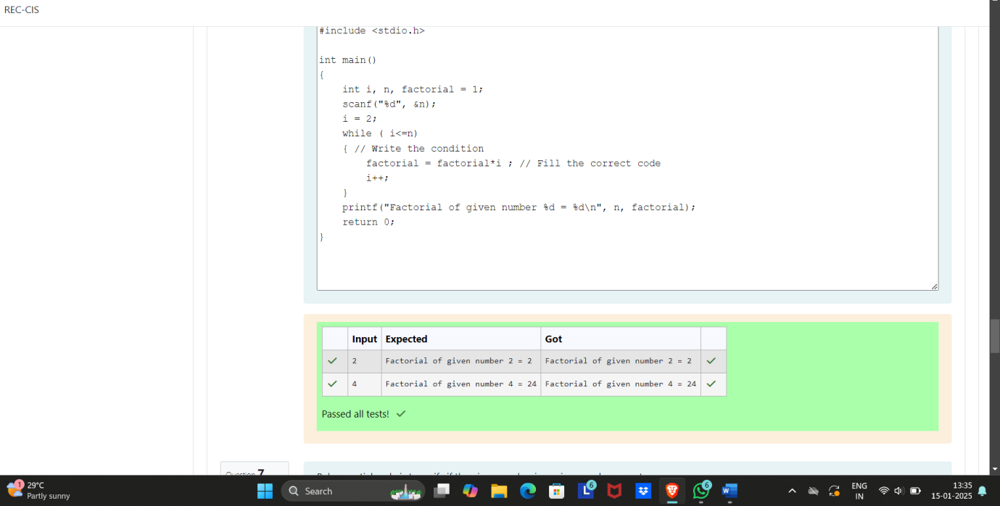 REC-CIS
#include <stdio.h>
int main()
{
int i, n, factorial = 1;
scanf("%d", &n);
i = 2;
while ( i<=n)
{ // Write the condition
factorial = factorial*i ; // Fill the correct code
i++;
}
printf("Factorial of given number %d = %d\n", n, factorial);
return 0;
}
Input Expected Got
2 Factorial of given number 2 = 2 Factorial of given number 2 = 2
4 Factorial of given number 4 = 24 Factorial of given number 4 = 24
Passed all tests!
Question 7
1
29°C
Partly sunny
Search
L
6
6
W
ENG
IN
13:35
15-01-2025